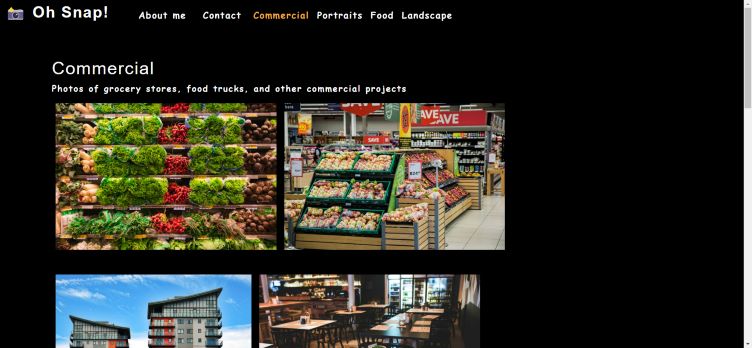 Oh Snap!
About me Contact Commercial Portraits Food Landscape
Commercial
Photos of grocery stores, food trucks, and other commercial projects
SAVE
SAVE